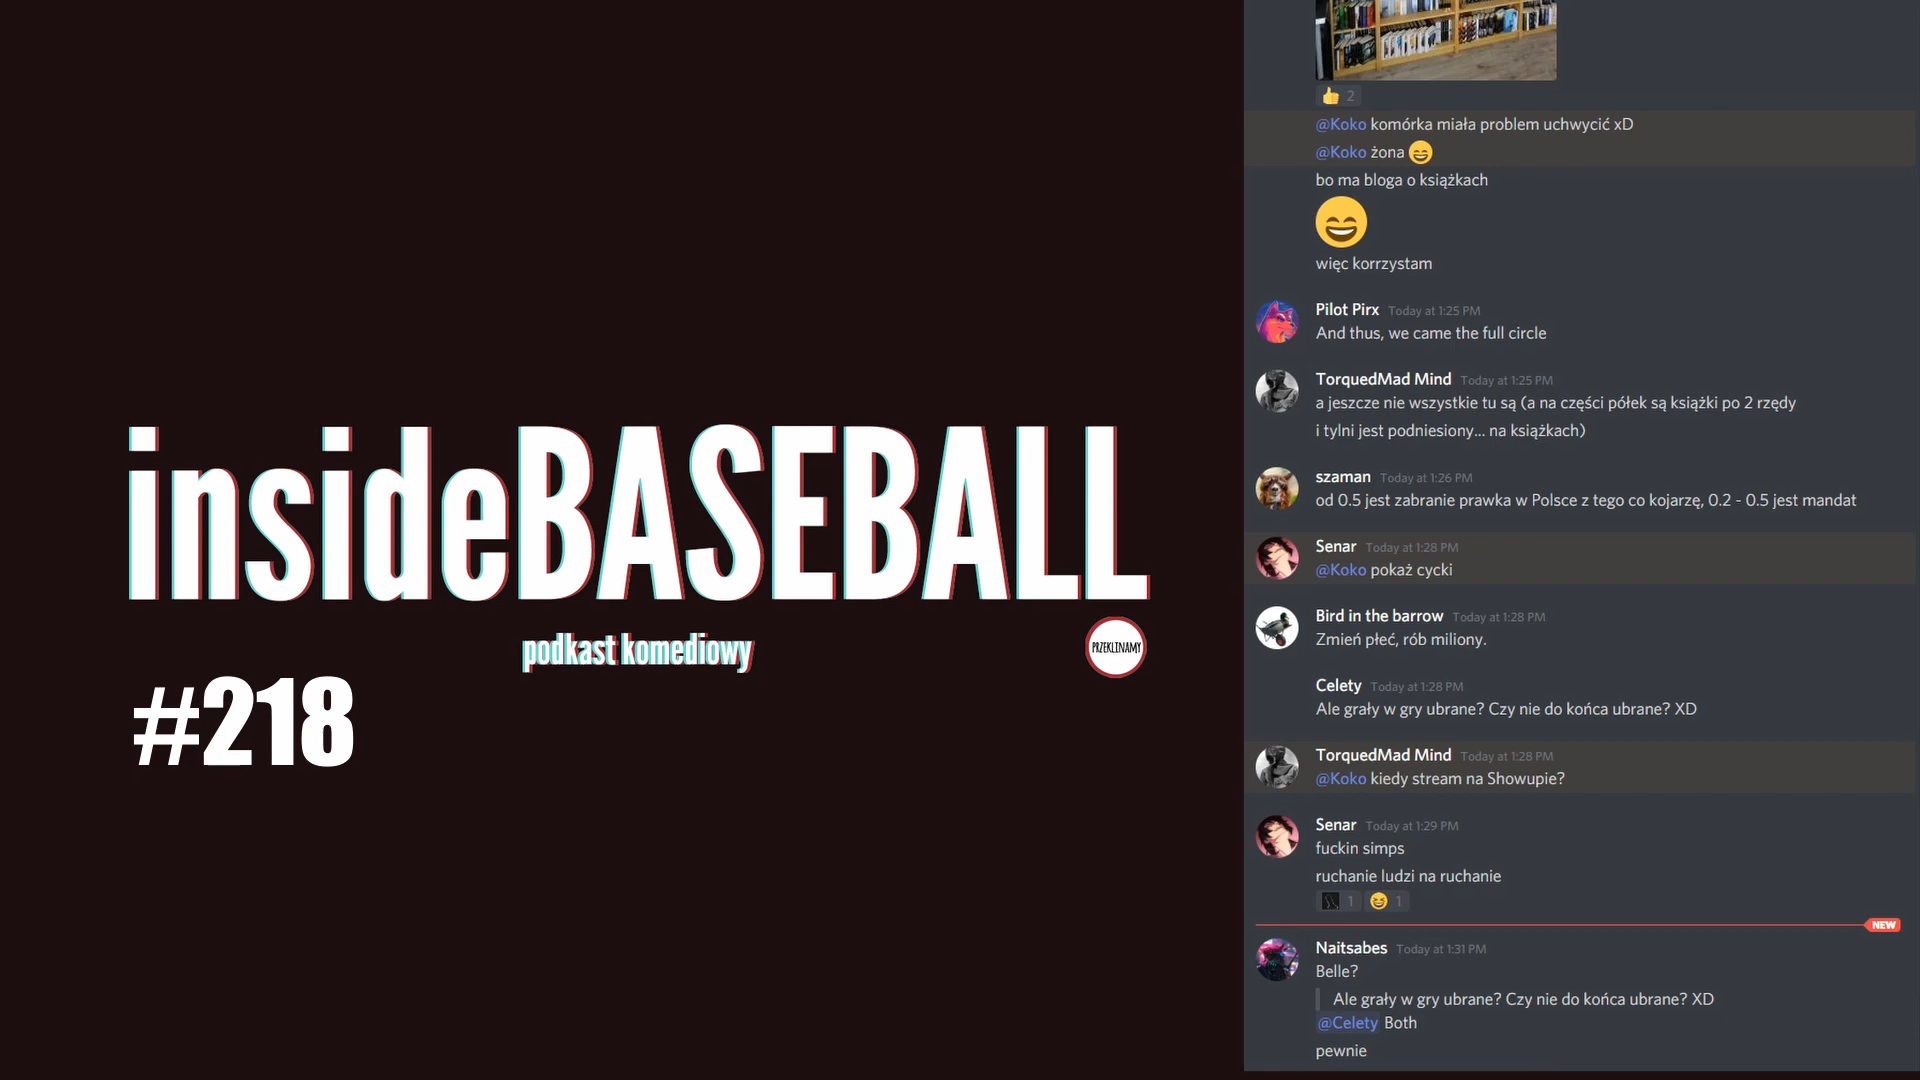 insideBASEBALL
podkast komediowy
PRZEKLINAMY
#218
2
@Koko komórka miała problem uchwycić xD
@Koko żona
bo ma bloga o książkach
więc korrzystam
Pilot Pirx Today at 1:25 PM
And thus, we came the full circle
TorquedMad Mind Today at 1:25 PM
a jeszcze nie wszystkie tu są (a na części półek są książki po 2 rzędy
i tylni jest podniesiony... na książkach)
szaman Today at 1:26 PM
od 0.5 jest zabranie prawka w Polsce z tego co kojarzę, 0.2 - 0.5 jest mandat
Senar Today at 1:28 PM
@Koko pokaż cycki
Bird in the barrow Today at 1:28 PM
Zmień płeć, rób miliony.
Celety Today at 1:28 PM
Ale grały w gry ubrane? Czy nie do końca ubrane? XD
TorquedMad Mind Today at 1:28 PM
@Koko kiedy stream na Showupie?
Senar Today at 1:29 PM
fuckin simps
ruchanie ludzi na ruchanie
1 1
NEW
Naitsabes Today at 1:31 PM
Belle?
Ale grały w gry ubrane? Czy nie do końca ubrane? XD
@Celety Both
pewnie